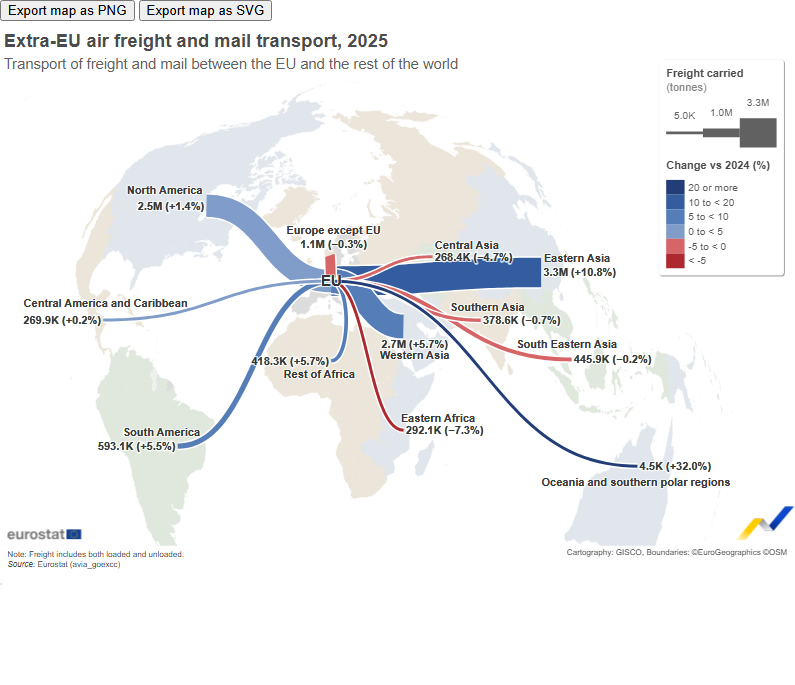 Export map as PNG
Export map as SVG
Extra-EU air freight and mail transport, 2025
Transport of freight and mail between the EU and the rest of the world
Freight carried
(tonnes)
5.0K
1.0M
3.3M
Change vs 2024 (%)
20 or more
10 to < 20
5 to < 10
0 to < 5
-5 to < 0
< -5
North America
2.5M (+1.4%)
Europe except EU
1.1M (−0.3%)
Central Asia
268.4K (−4.7%)
Eastern Asia
3.3M (+10.8%)
EU
Central America and Caribbean
269.9K (+0.2%)
Southern Asia
378.6K (−0.7%)
South Eastern Asia
445.9K (−0.2%)
2.7M (+5.7%)
Western Asia
418.3K (+5.7%)
Rest of Africa
Eastern Africa
292.1K (−7.3%)
South America
593.1K (+5.5%)
4.5K (+32.0%)
Oceania and southern polar regions
eurostat
Note: Freight includes both loaded and unloaded.
Source: Eurostat (avia_goexcc)
Cartography: GISCO, Boundaries: ©EuroGeographics ©OSM